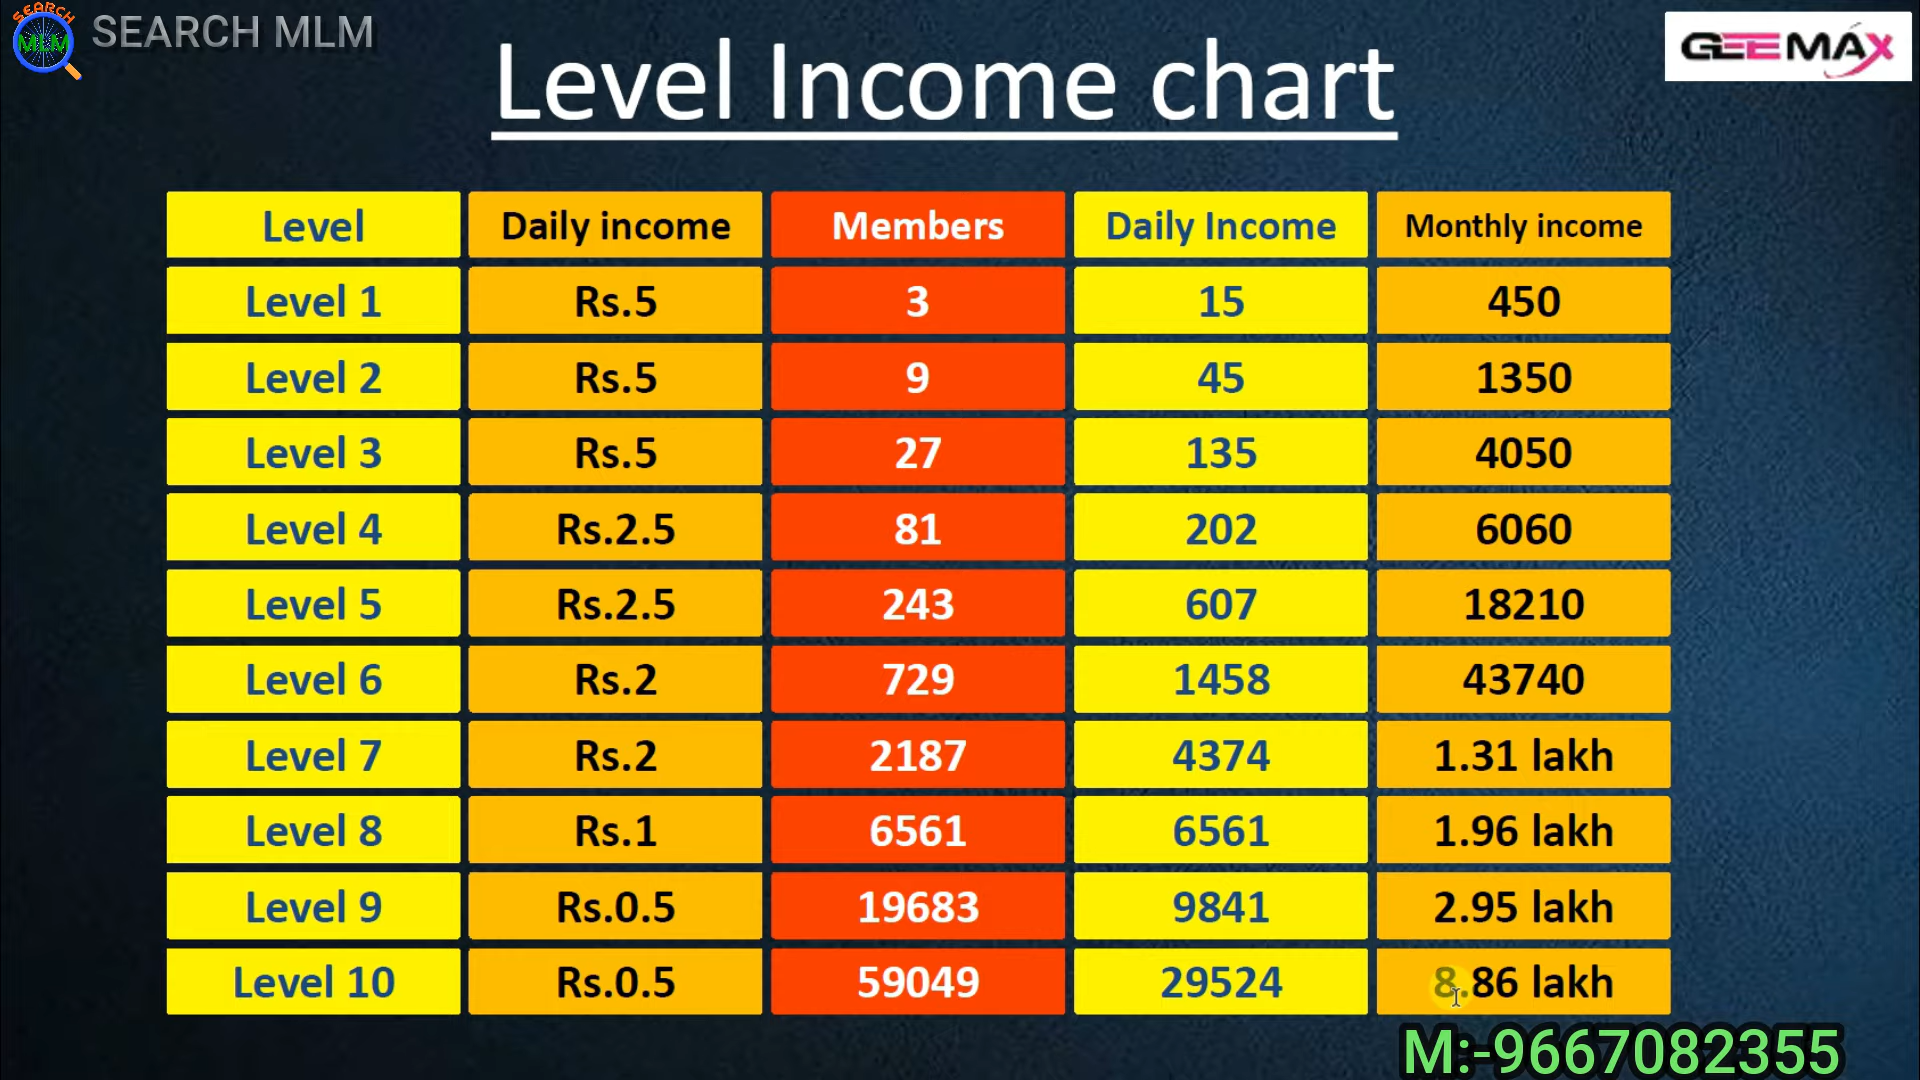 SEARCH
MLM
SEARCH MLM
GEEMAX
Level Income chart
Level Daily income Members Daily Income Monthly income
Level 1 Rs.5 3 15 450
Level 2 Rs.5 9 45 1350
Level 3 Rs.5 27 135 4050
Level 4 Rs.2.5 81 202 6060
Level 5 Rs.2.5 243 607 18210
Level 6 Rs.2 729 1458 43740
Level 7 Rs.2 2187 4374 1.31 lakh
Level 8 Rs.1 6561 6561 1.96 lakh
Level 9 Rs.0.5 19683 9841 2.95 lakh
Level 10 Rs.0.5 59049 29524 8.86 lakh
M:-9667082355